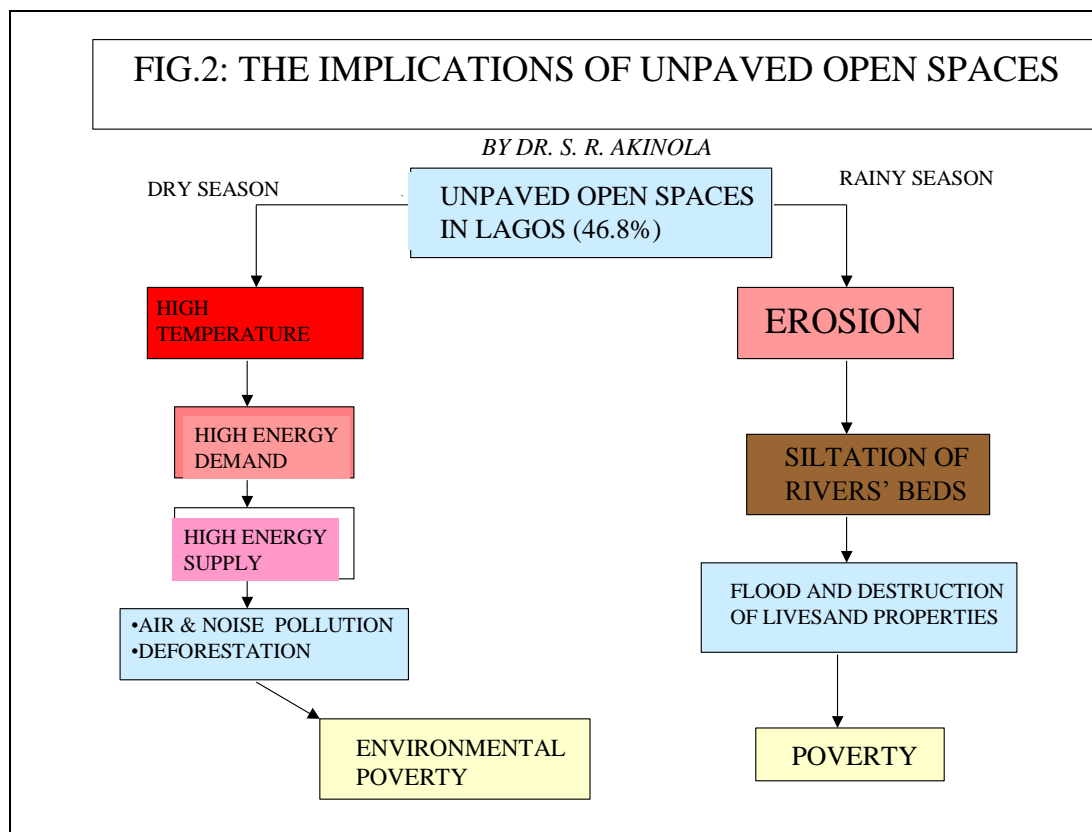 FIG.2: THE IMPLICATIONS OF UNPAVED OPEN SPACES
BY DR. S. R. AKINOLA
DRY SEASON
RAINY SEASON
UNPAVED OPEN SPACES
IN LAGOS (46.8%)
HIGH
TEMPERATURE
EROSION
HIGH ENERGY
DEMAND
SILTATION OF
RIVERS’ BEDS
HIGH ENERGY
SUPPLY
FLOOD AND DESTRUCTION
OF LIVESAND PROPERTIES
•AIR & NOISE POLLUTION
•DEFORESTATION
ENVIRONMENTAL
POVERTY
POVERTY